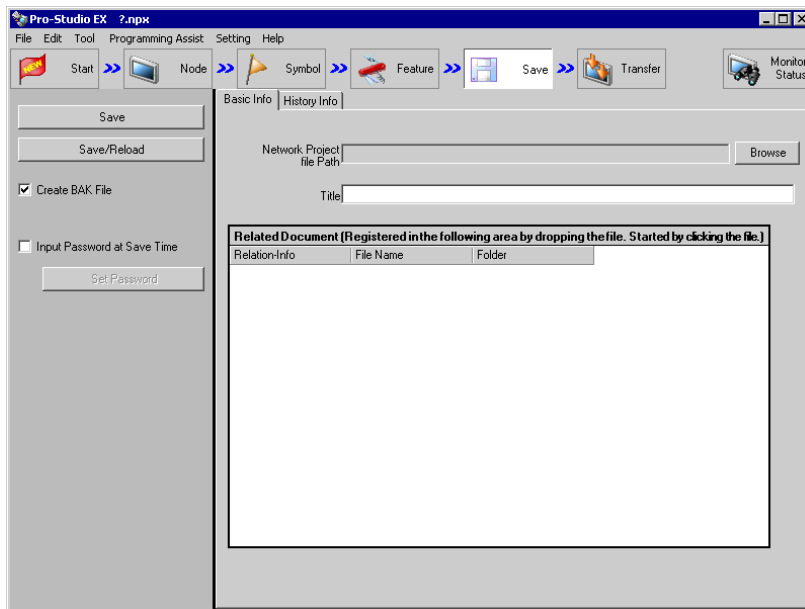 Pro-Studio EX ?.npx
File Edit Tool Programming Assist Setting Help
NEW Start Node Symbol Feature Save Transfer Monitor Status
Basic Info History Info
Save
Save/Reload
Create BAK File
Input Password at Save Time
Set Password
Network Project
file Path
Browse
Title
Related Document (Registered in the following area by dropping the file. Started by clicking the file.)
Relation-Info File Name Folder